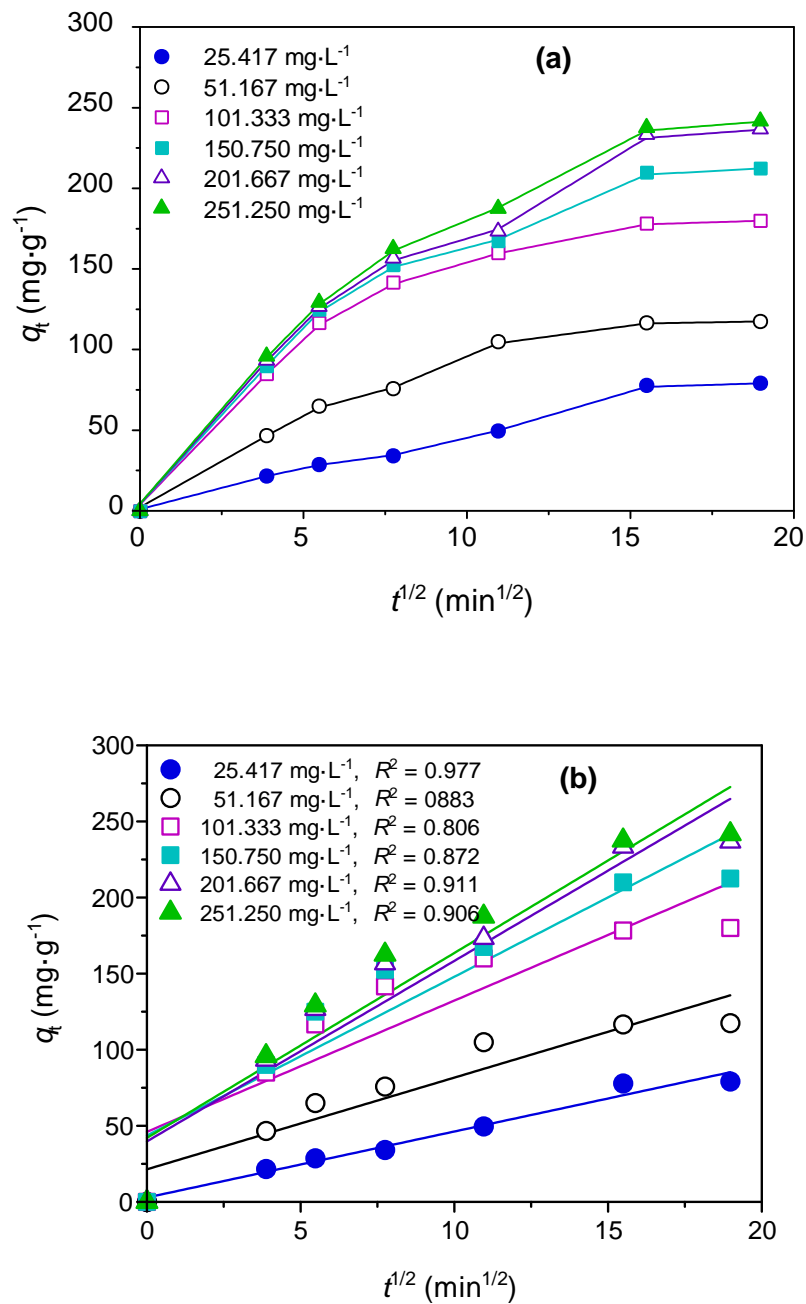 300
250
200
150
100
50
0
qt (mg·g-1)
(a)
25.417 mg·L-1
51.167 mg·L-1
101.333 mg·L-1
150.750 mg·L-1
201.667 mg·L-1
251.250 mg·L-1
0 5 10 15 20
t1/2 (min1/2)
300
250
200
150
100
50
0
qt (mg·g-1)
(b)
25.417 mg·L-1, R2 = 0.977
51.167 mg·L-1, R2 = 0883
101.333 mg·L-1, R2 = 0.806
150.750 mg·L-1, R2 = 0.872
201.667 mg·L-1, R2 = 0.911
251.250 mg·L-1, R2 = 0.906
0 5 10 15 20
t1/2 (min1/2)